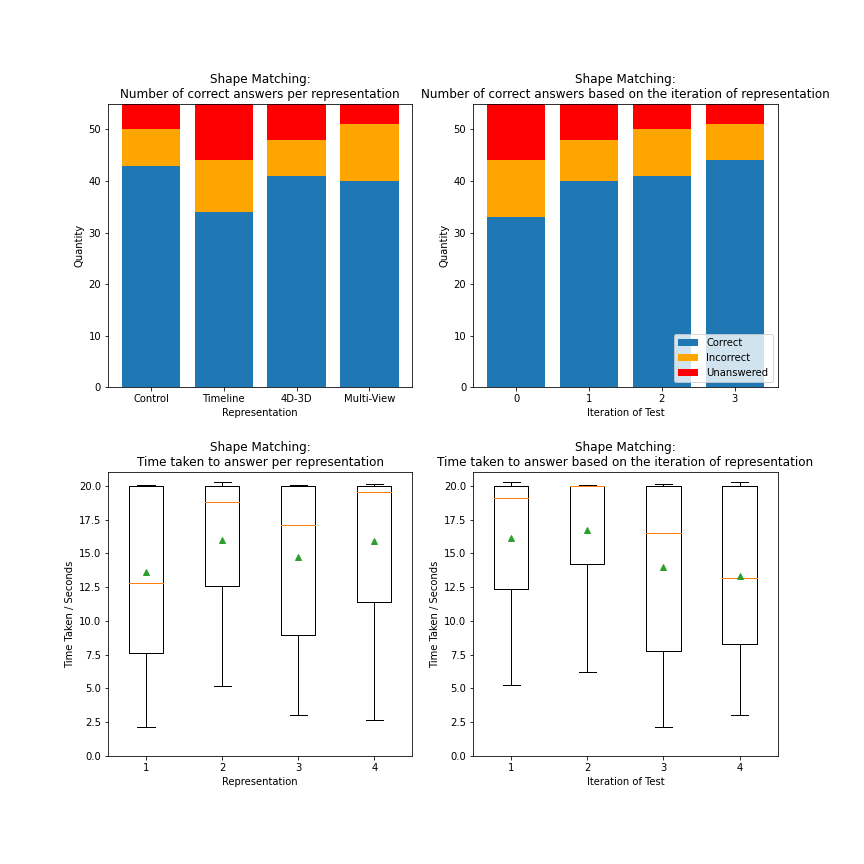 Shape Matching:
Number of correct answers per representation
50
40
30
20
10
0
Quantity
Control Timeline 4D-3D Multi-View
Representation
Shape Matching:
Number of correct answers based on the iteration of representation
50
40
30
20
10
0
Quantity
Correct
Incorrect
Unanswered
0 1 2 3
Iteration of Test
Shape Matching:
Time taken to answer per representation
20.0
17.5
15.0
12.5
10.0
7.5
5.0
2.5
0.0
Time Taken / Seconds
1 2 3 4
Representation
Shape Matching:
Time taken to answer based on the iteration of representation
20.0
17.5
15.0
12.5
10.0
7.5
5.0
2.5
0.0
Time Taken / Seconds
1 2 3 4
Iteration of Test